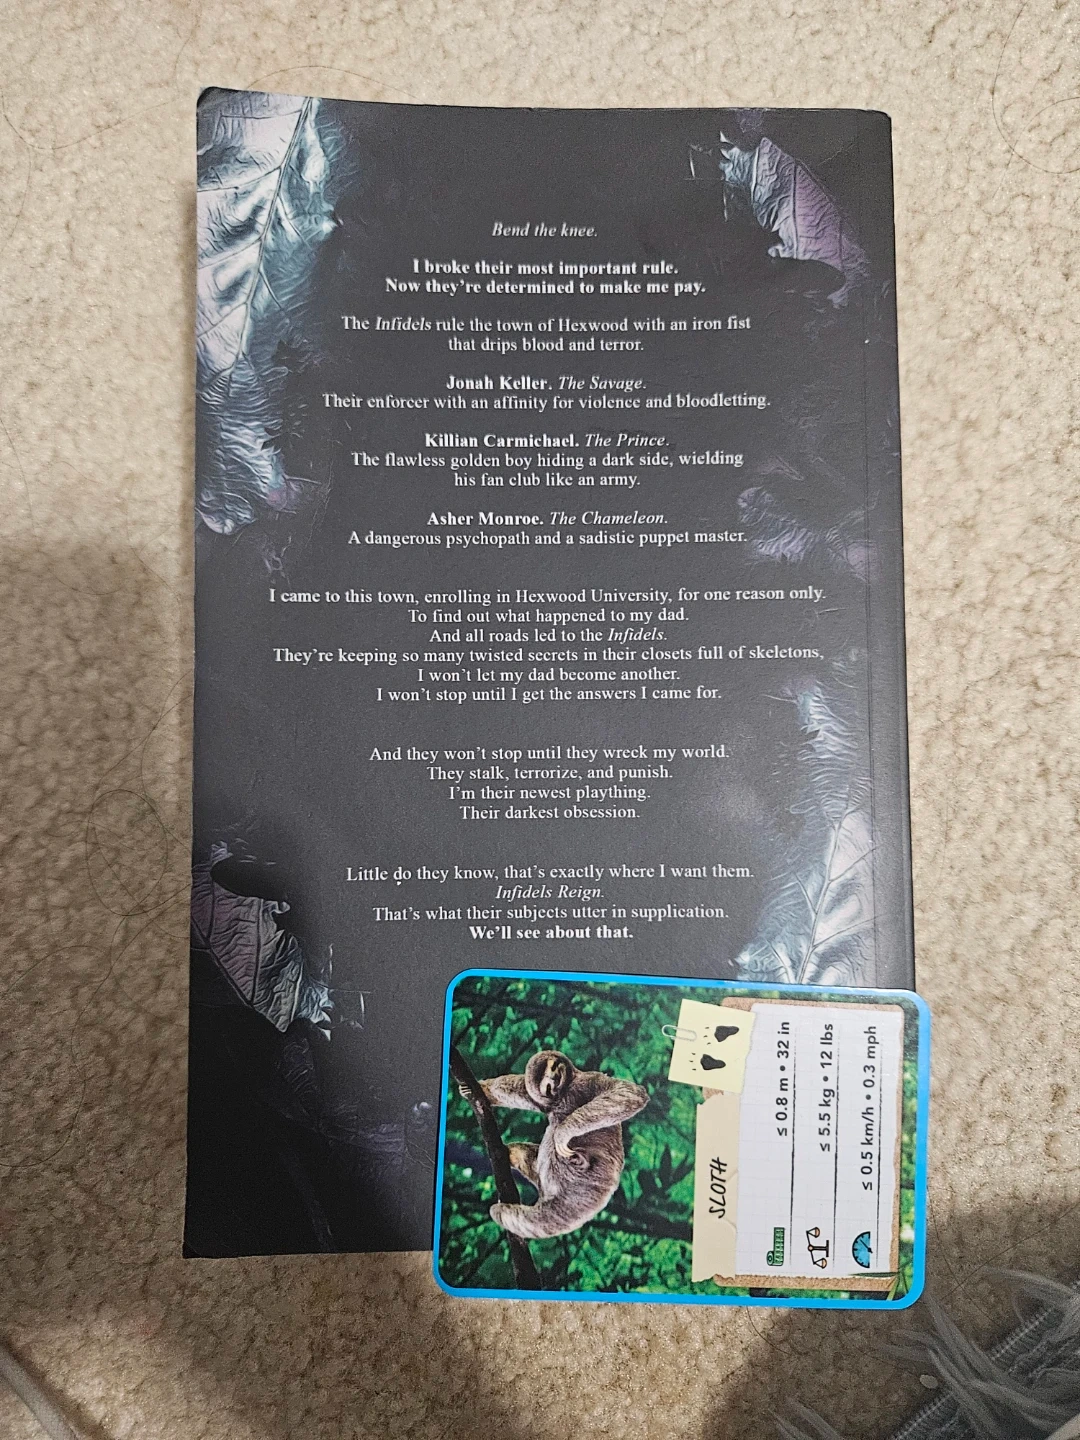 Bend the knee.
I broke their most important rule.
Now they're determined to make me pay.
The Infidels rule the town of Hexwood with an iron fist
that drips blood and terror.
Jonah Keller. The Savage.
Their enforcer with an affinity for violence and bloodletting.
Killian Carmichael. The Prince.
The flawless golden boy hiding a dark side, wielding
his fan club like an army.
Asher Monroe. The Chameleon.
A dangerous psychopath and a sadistic puppet master.
I came to this town, enrolling in Hexwood University, for one reason only.
To find out what happened to my dad.
And all roads led to the Infidels.
They're keeping so many twisted secrets in their closets full of skeletons,
I won't let my dad become another.
I won't stop until I get the answers I came for.
And they won't stop until they wreck my world.
They stalk, terrorize, and punish.
I'm their newest plaything.
Their darkest obsession.
Little do they know, that's exactly where I want them.
Infidels Reign.
That's what their subjects utter in supplication.
We'll see about that.
SLOTH
≤ 0.8 m • 32 in
≤ 5.5 kg • 12 lbs
≤ 0.5 km/h • 0.3 mph